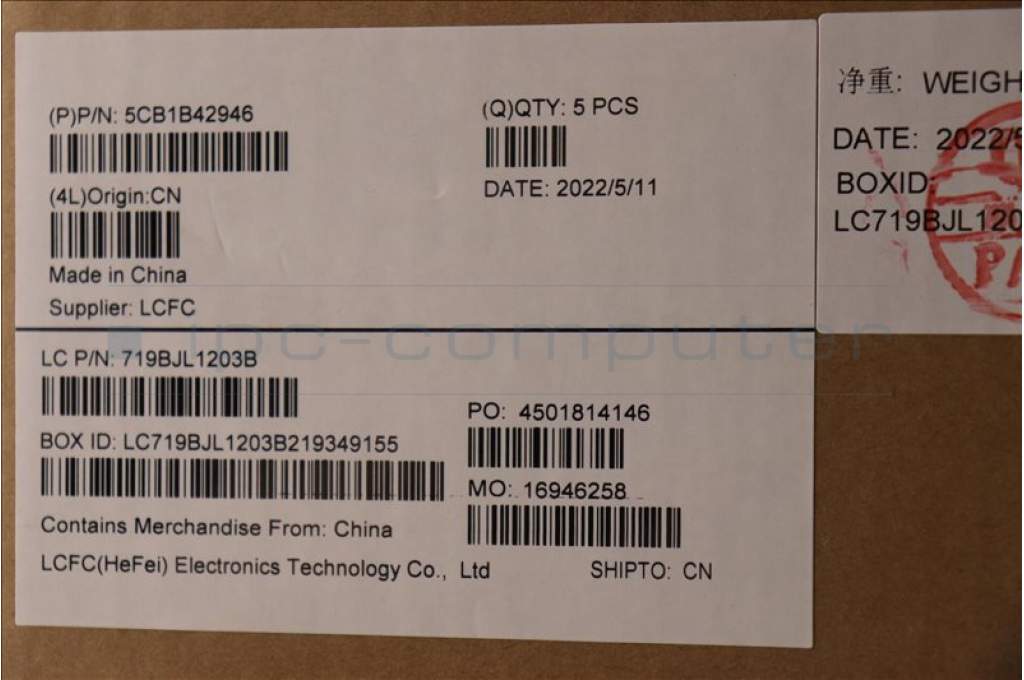 (P)P/N: 5CB1B42946
(Q)QTY: 5 PCS
(4L)Origin:CN
DATE: 2022/5/11
Made in China
Supplier: LCFC
LC P/N: 719BJL1203B
PO: 4501814146
BOX ID: LC719BJL1203B219349155
MO: 16946258
Contains Merchandise From: China
LCFC(HeFei) Electronics Technology Co., Ltd
SHIPTO: CN
净重: WEIGH
DATE: 2022/5
BOXID:
LC719BJL120
ipc-computer